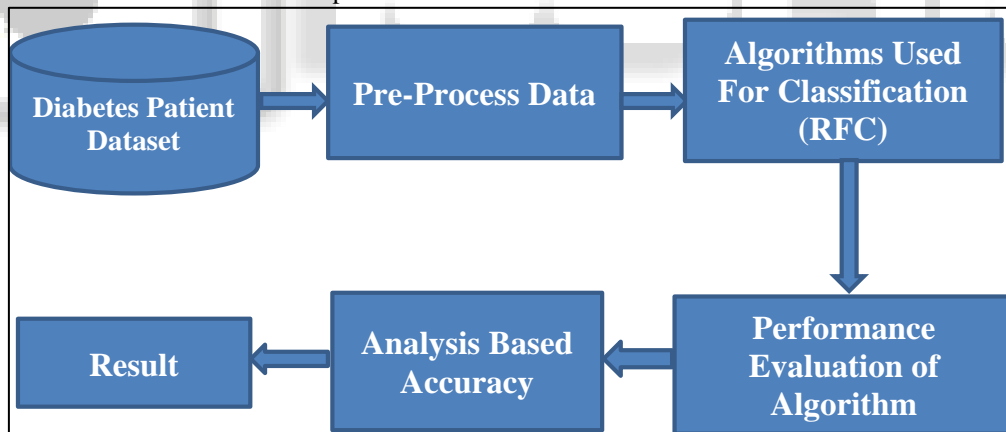 Diabetes Patient
Dataset
Pre-Process Data
Algorithms Used
For Classification
(RFC)
Performance
Evaluation of
Algorithm
Analysis Based
Accuracy
Result